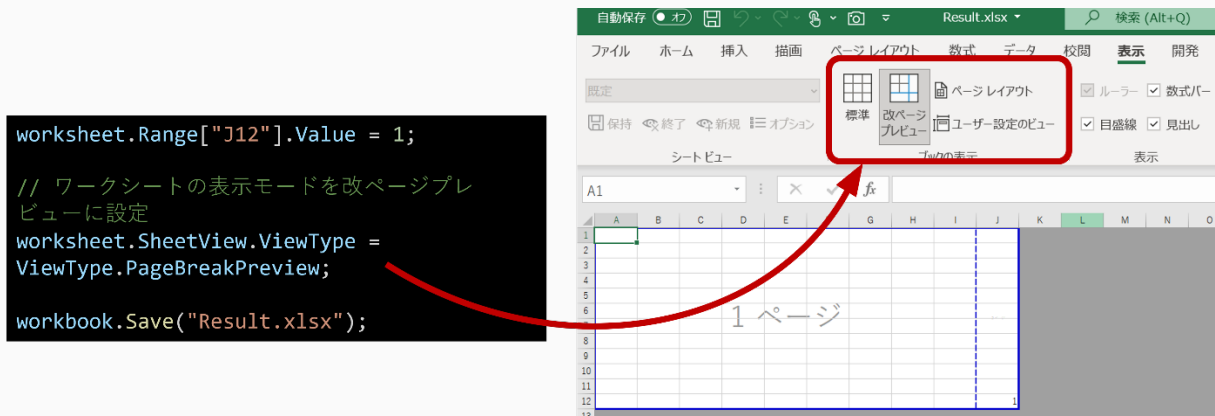 worksheet.Range["J12"].Value = 1;
// ワークシートの表示モードを改ページプレ
ビューに設定
worksheet.SheetView.ViewType =
ViewType.PageBreakPreview;
workbook.Save("Result.xlsx");
自動保存 オフ Result.xlsx 検索 (Alt+Q)
ファイル ホーム 挿入 描画 ページ レイアウト 数式 データ 校閲 表示 開発
既定
保持 終了 新規 オプション
シート ビュー
標準
改ページ
プレビュー
ページ レイアウト
ユーザー設定のビュー
ブックの表示
ルーラー 数式バー
目盛線 見出し
表示
A1 fx
A B C D E G H I J K L M N O
1
2
3
4
5
6
8
9
10
11
12 1
13
1 ページ